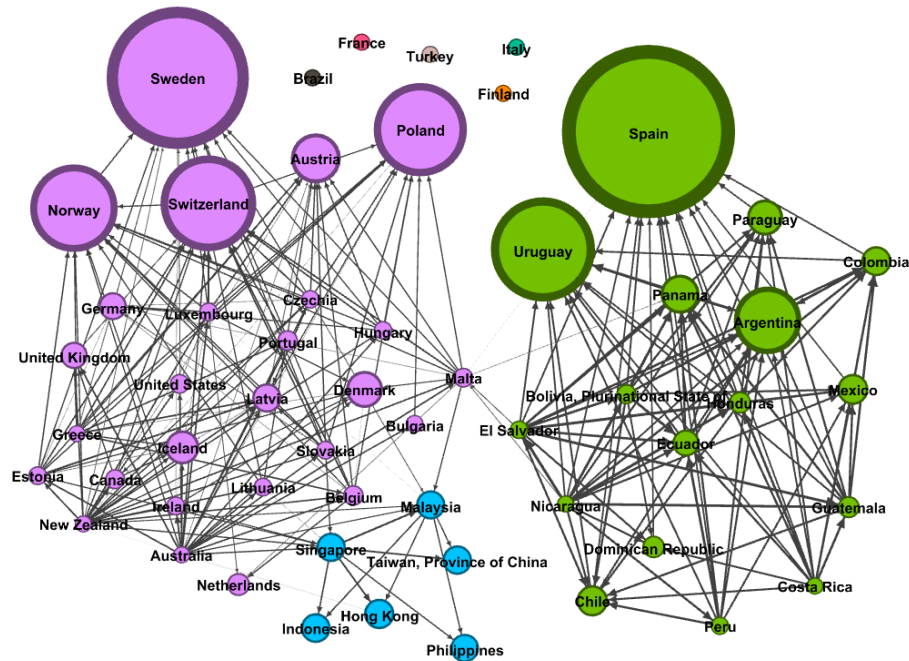 France
Italy
Turkey
Sweden
Brazil
Finland
Poland
Spain
Austria
Norway
Switzerland
Paraguay
Uruguay
Colombia
Panama
Czechia
Germany
Luxembourg
Argentina
Hungary
Portugal
United Kingdom
Malta
United States
Denmark
Mexico
Bolivia, Plurinational State of
Latvia
Honduras
Bulgaria
El Salvador
Greece
Ecuador
Iceland
Slovakia
Estonia
Canada
Lithuania
Belgium
Malaysia
Ireland
Nicaragua
Guatemala
New Zealand
Singapore
Dominican Republic
Australia
Taiwan, Province of China
Netherlands
Costa Rica
Chile
Hong Kong
Indonesia
Peru
Philippines